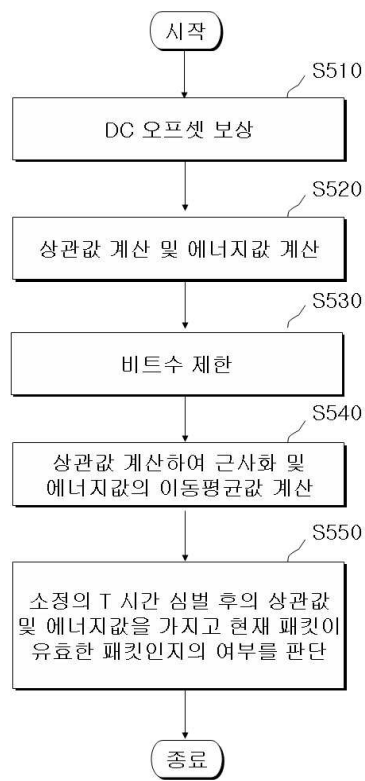 시작
S510
DC 오프셋 보상
S520
상관값 계산 및 에너지값 계산
S530
비트수 제한
S540
상관값 계산하여 근사화 및
에너지값의 이동평균값 계산
S550
소정의 T 시간 심벌 후의 상관값
및 에너지값을 가지고 현재 패킷이
유효한 패킷인지의 여부를 판단
종료